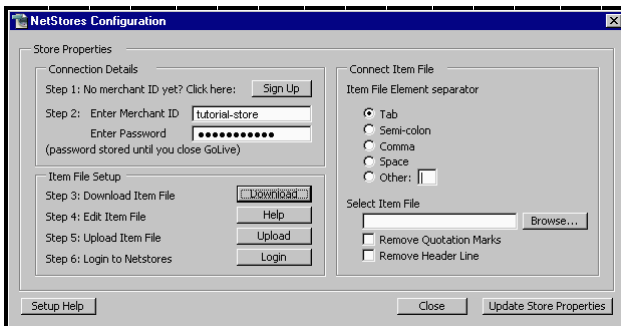 NetStores Configuration
Store Properties
Connection Details
Step 1: No merchant ID yet? Click here: Sign Up
Step 2: Enter Merchant ID tutorial-store
Enter Password ●●●●●●●●●●●
(password stored until you close GoLive)
Item File Setup
Step 3: Download Item File Download
Step 4: Edit Item File Help
Step 5: Upload Item File Upload
Step 6: Login to Netstores Login
Connect Item File
Item File Element separator
Tab
Semi-colon
Comma
Space
Other:
Select Item File
Browse...
Remove Quotation Marks
Remove Header Line
Setup Help Close Update Store Properties